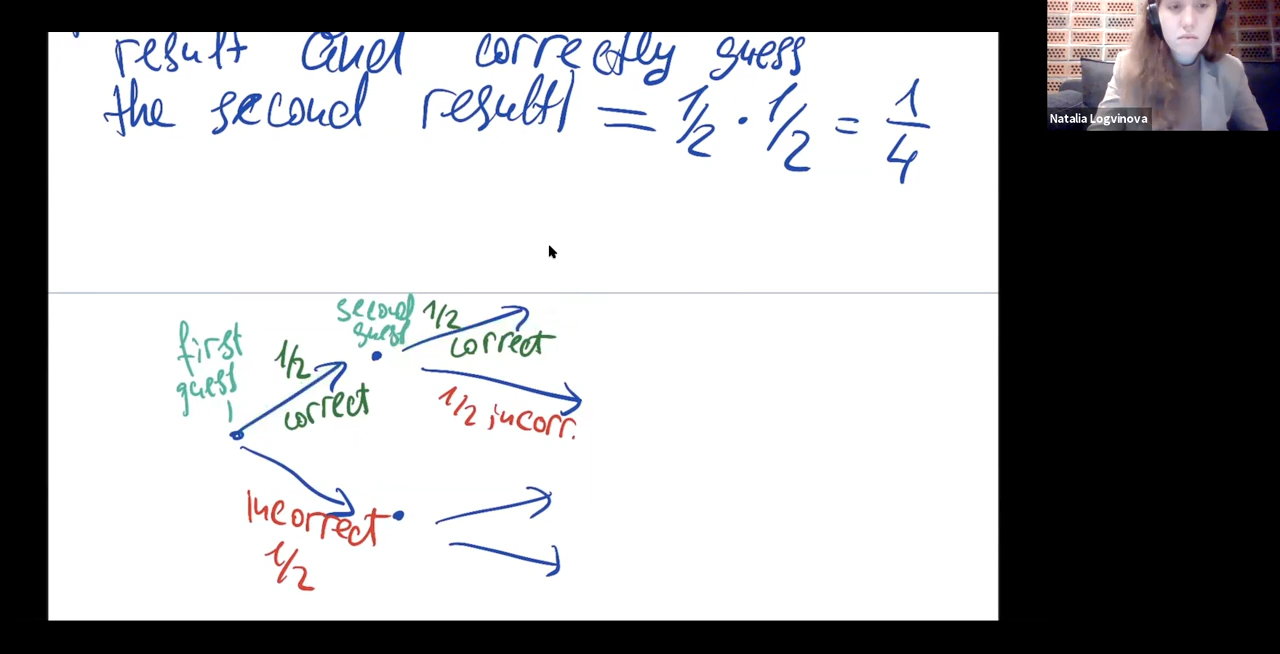 result and correctly guess
the second result) = 1/2 · 1/2 = 1/4
Natalia Logvinova
first
guess
1/2
correct
second
guess
1/2
correct
1/2 incorr.
Incorrect
1/2